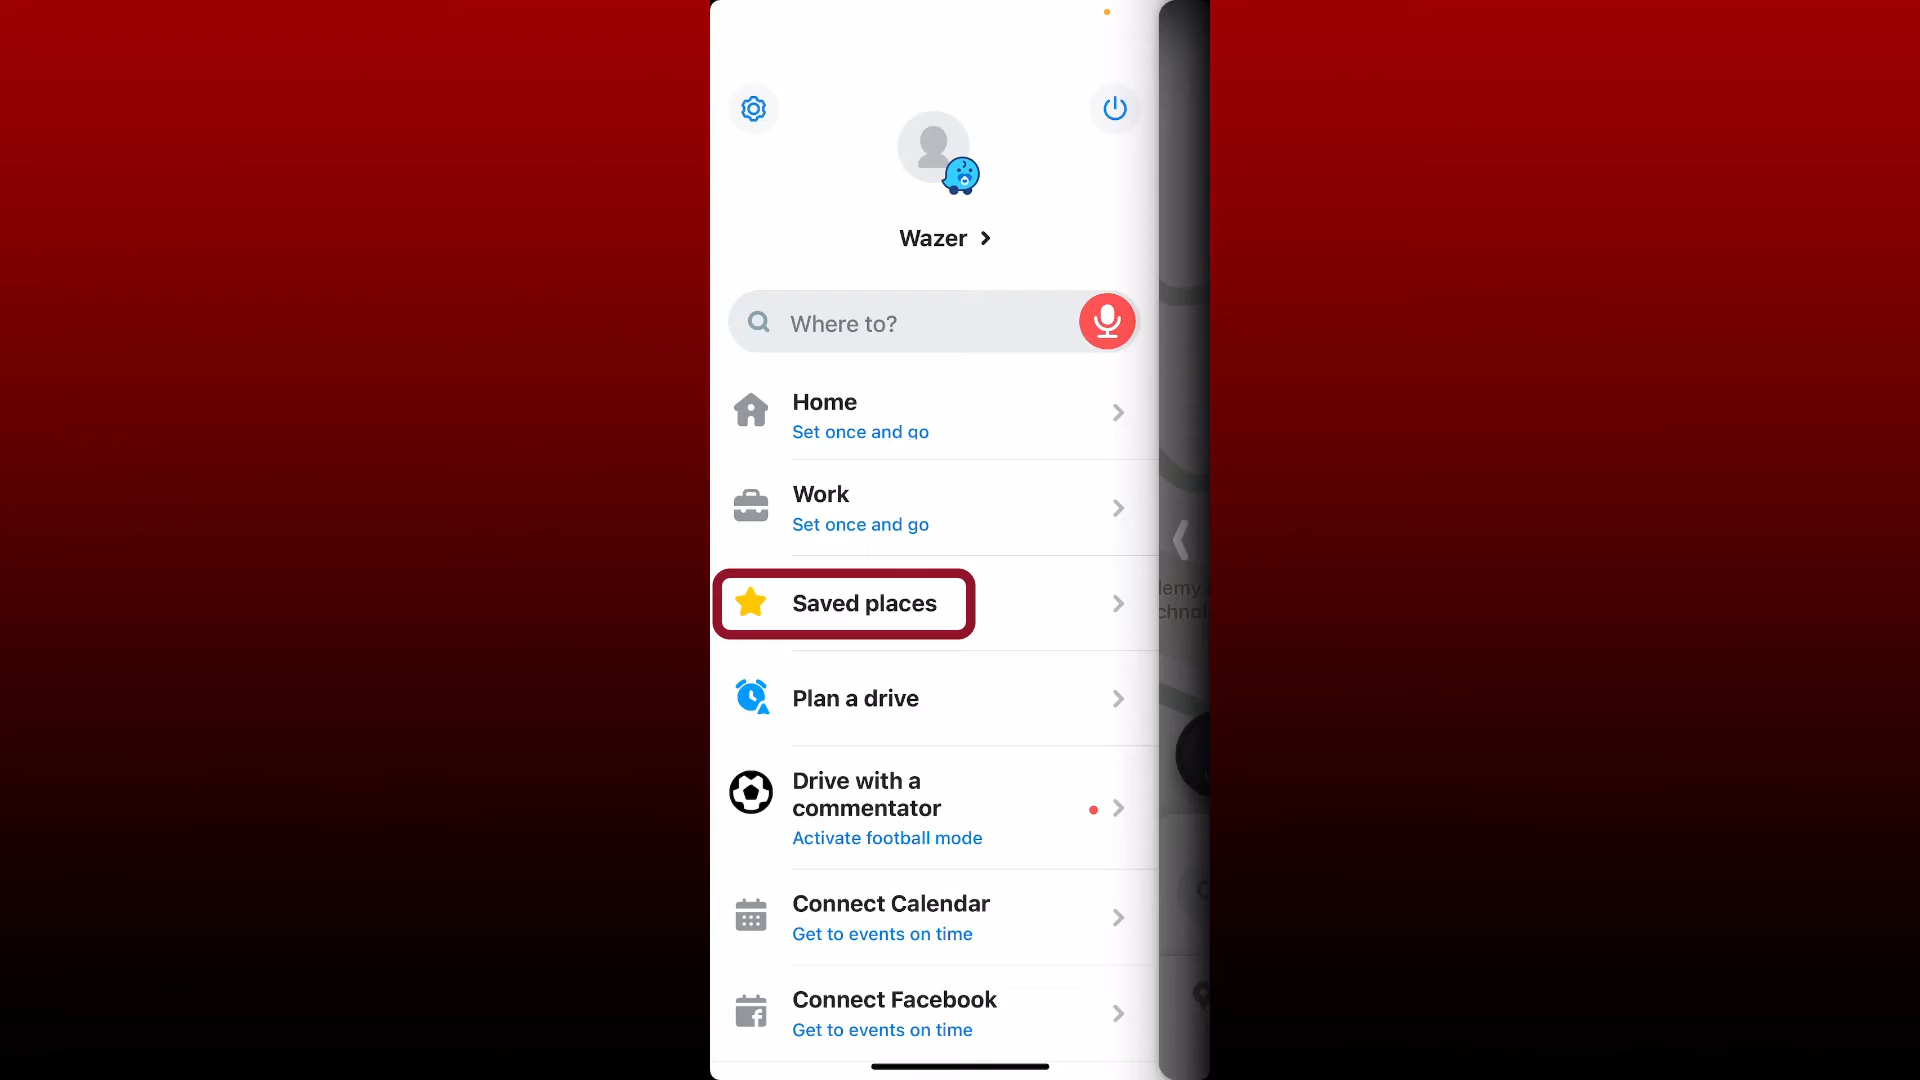 Wazer
Where to?
Home
Set once and go
Work
Set once and go
Saved places
Plan a drive
Drive with a
commentator
Activate football mode
Connect Calendar
Get to events on time
Connect Facebook
Get to events on time